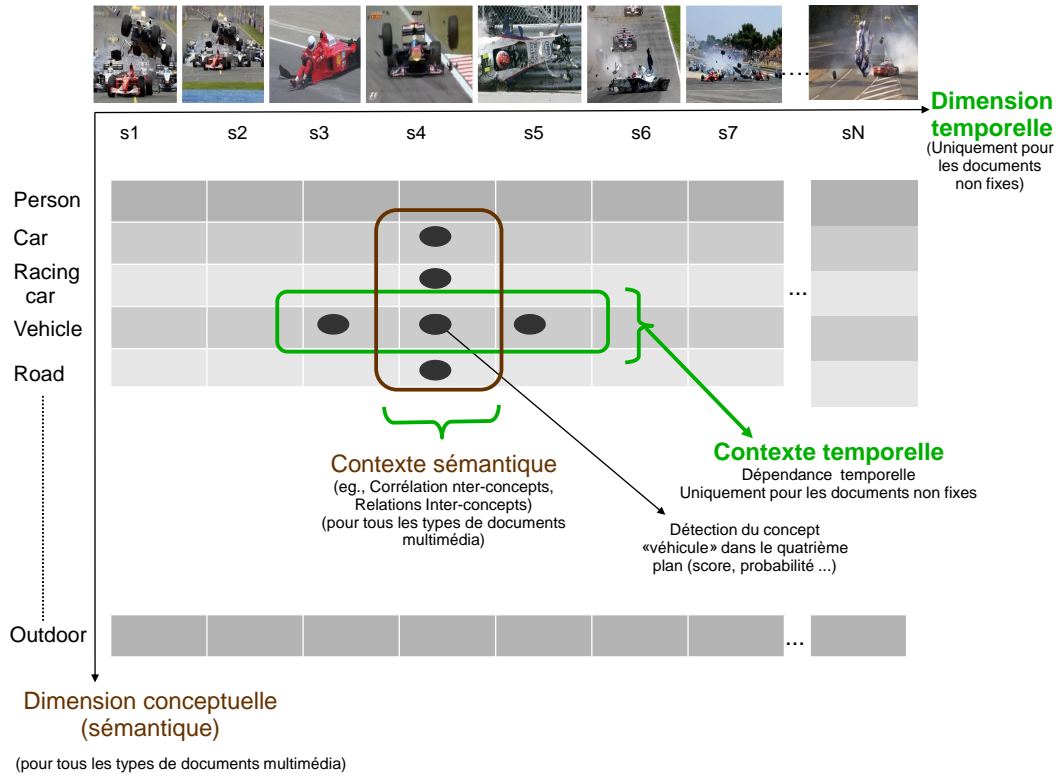 ...
Dimension
temporelle
(Uniquement pour
les documents
non fixes)
s1 s2 s3 s4 s5 s6 s7 sN
Person
Car
Racing
car
...
Vehicle
Road
Contexte sémantique
(eg., Corrélation nter-concepts,
Relations Inter-concepts)
(pour tous les types de documents
multimédia)
Contexte temporelle
Dépendance temporelle
Uniquement pour les documents non fixes
Détection du concept
«véhicule» dans le quatrième
plan (score, probabilité ...)
Outdoor
...
Dimension conceptuelle
(sémantique)
(pour tous les types de documents multimédia)